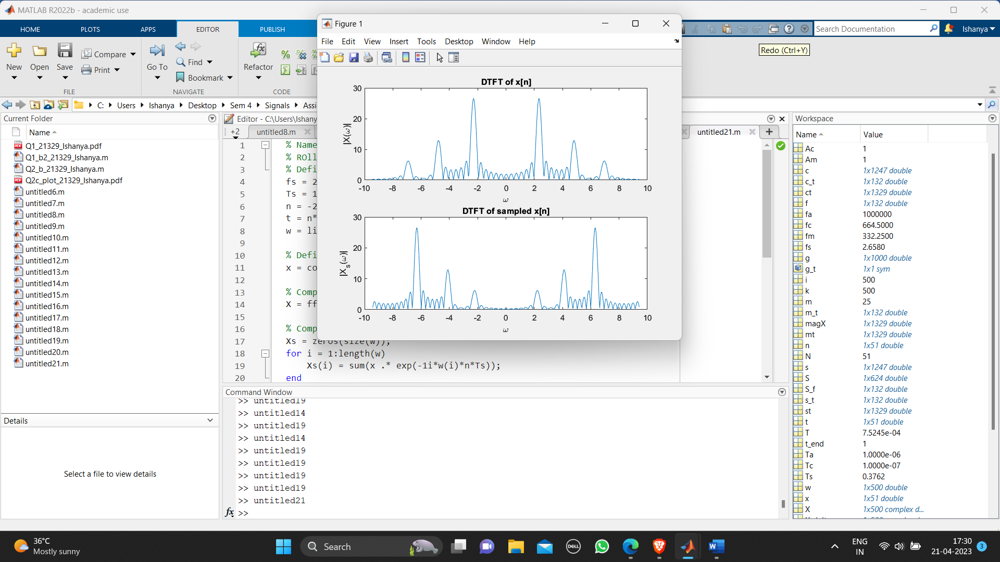 MATLAB R2022b - academic use
HOME PLOTS APPS EDITOR PUBLISH
Search Documentation
Ishanya
Redo (Ctrl+Y)
New
Open
Save
Compare
Print
FILE
Go To
Find
Bookmark
NAVIGATE
Refactor
CODE
C: Users Ishanya Desktop Sem 4 Signals Assi
Current Folder
Name
Q1_21329_Ishanya.pdf
Q1_b2_21329_Ishanya.m
Q2_b_21329_Ishanya.m
Q2c_plot_21329_Ishanya.pdf
untitled6.m
untitled7.m
untitled8.m
untitled9.m
untitled10.m
untitled11.m
untitled12.m
untitled13.m
untitled14.m
untitled15.m
untitled16.m
untitled17.m
untitled18.m
untitled19.m
untitled20.m
untitled21.m
Details
Select a file to view details
Editor - C:\Users\Ishany
+2 untitled8.m
untitled21.m
1 % Name
2 % ROll
3 % Defi
4 fs = 2
5 Ts = 1
6 n = -2
7 t = n*
8 w = li
9
10 % Defi
11 x = co
12
13 % Comp
14 X = ff
15
16 % Comp
17 Xs = zeros(size(w));
18 for i = 1:length(w)
19 Xs(i) = sum(x .* exp(-1i*w(i)*n*Ts));
20 end
Figure 1
File Edit View Insert Tools Desktop Window Help
DTFT of x[n]
|X(ω)|
30
20
10
0
-10 -8 -6 -4 -2 0 2 4 6 8 10
ω
DTFT of sampled x[n]
|X_s(ω)|
30
20
10
0
-10 -8 -6 -4 -2 0 2 4 6 8 10
ω
Command Window
>> untitled19
>> untitled14
>> untitled19
>> untitled14
>> untitled19
>> untitled19
>> untitled19
>> untitled19
>> untitled21
fx >>
Workspace
Name Value
Ac 1
Am 1
c 1x1247 double
c_t 1x132 double
ct 1x1329 double
f 1x132 double
fa 1000000
fc 664.5000
fm 332.2500
fs 2.6580
g 1x1000 double
g_t 1x1 sym
i 500
k 500
m 25
m_t 1x132 double
magX 1x1329 double
mt 1x1329 double
n 1x51 double
N 51
s 1x1247 double
S 1x624 double
S_f 1x132 double
s_t 1x132 double
st 1x1329 double
t 1x51 double
T 7.5245e-04
t_end 1
Ta 1.0000e-06
Tc 1.0000e-07
Ts 0.3762
w 1x500 double
x 1x51 double
X 1x500 complex d...
36°C
Mostly sunny
Search
DELL
W
ENG
IN
17:30
21-04-2023
3